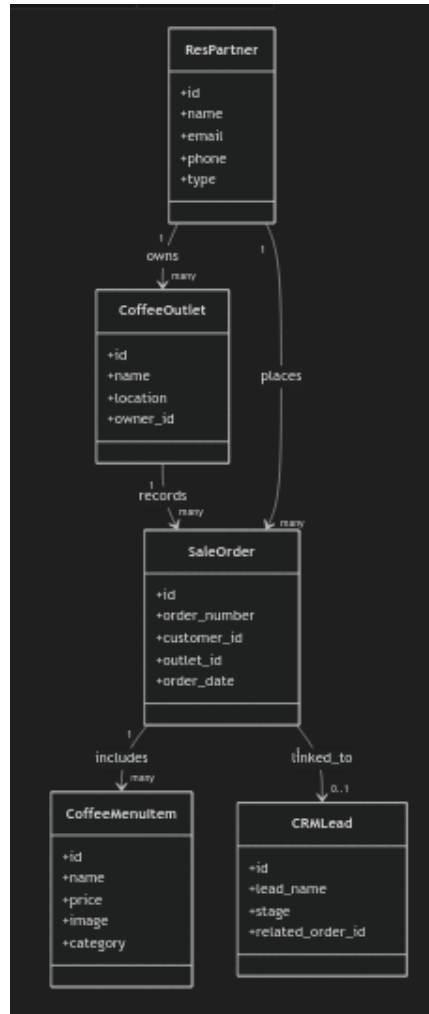 ResPartner
+id
+name
+email
+phone
+type
1
1
owns
many
CoffeeOutlet
+id
+name
+location
+owner_id
places
1
records
many
many
SaleOrder
+id
+order_number
+customer_id
+outlet_id
+order_date
1
1
includes
linked_to
many
0..1
CoffeeMenuItem
+id
+name
+price
+image
+category
CRMLead
+id
+lead_name
+stage
+related_order_id